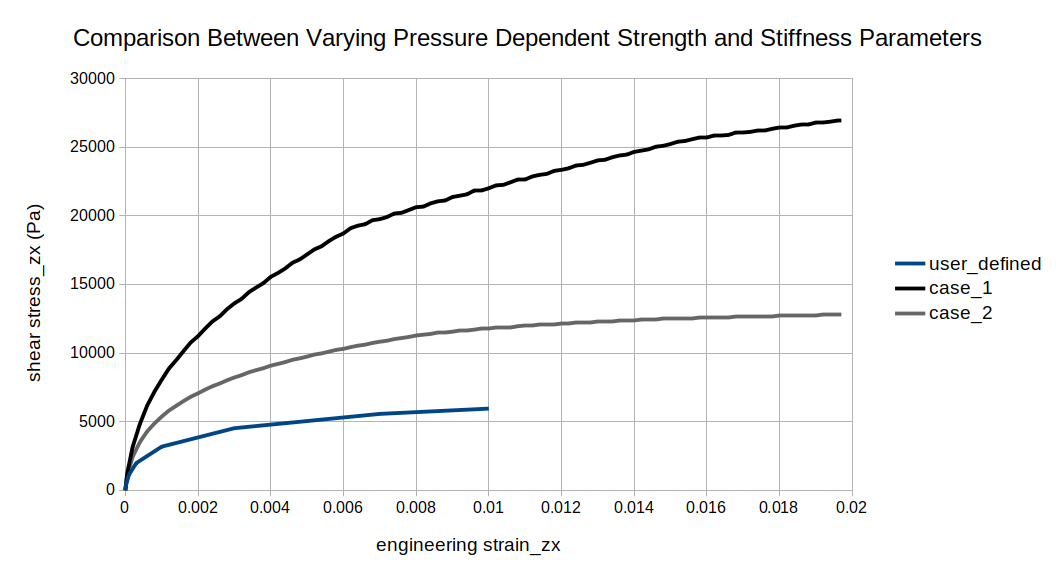 Comparison Between Varying Pressure Dependent Strength and Stiffness Parameters
30000
25000
20000
15000
10000
5000
0
shear stress_zx (Pa)
0 0.002 0.004 0.006 0.008 0.01 0.012 0.014 0.016 0.018 0.02
engineering strain_zx
user_defined
case_1
case_2